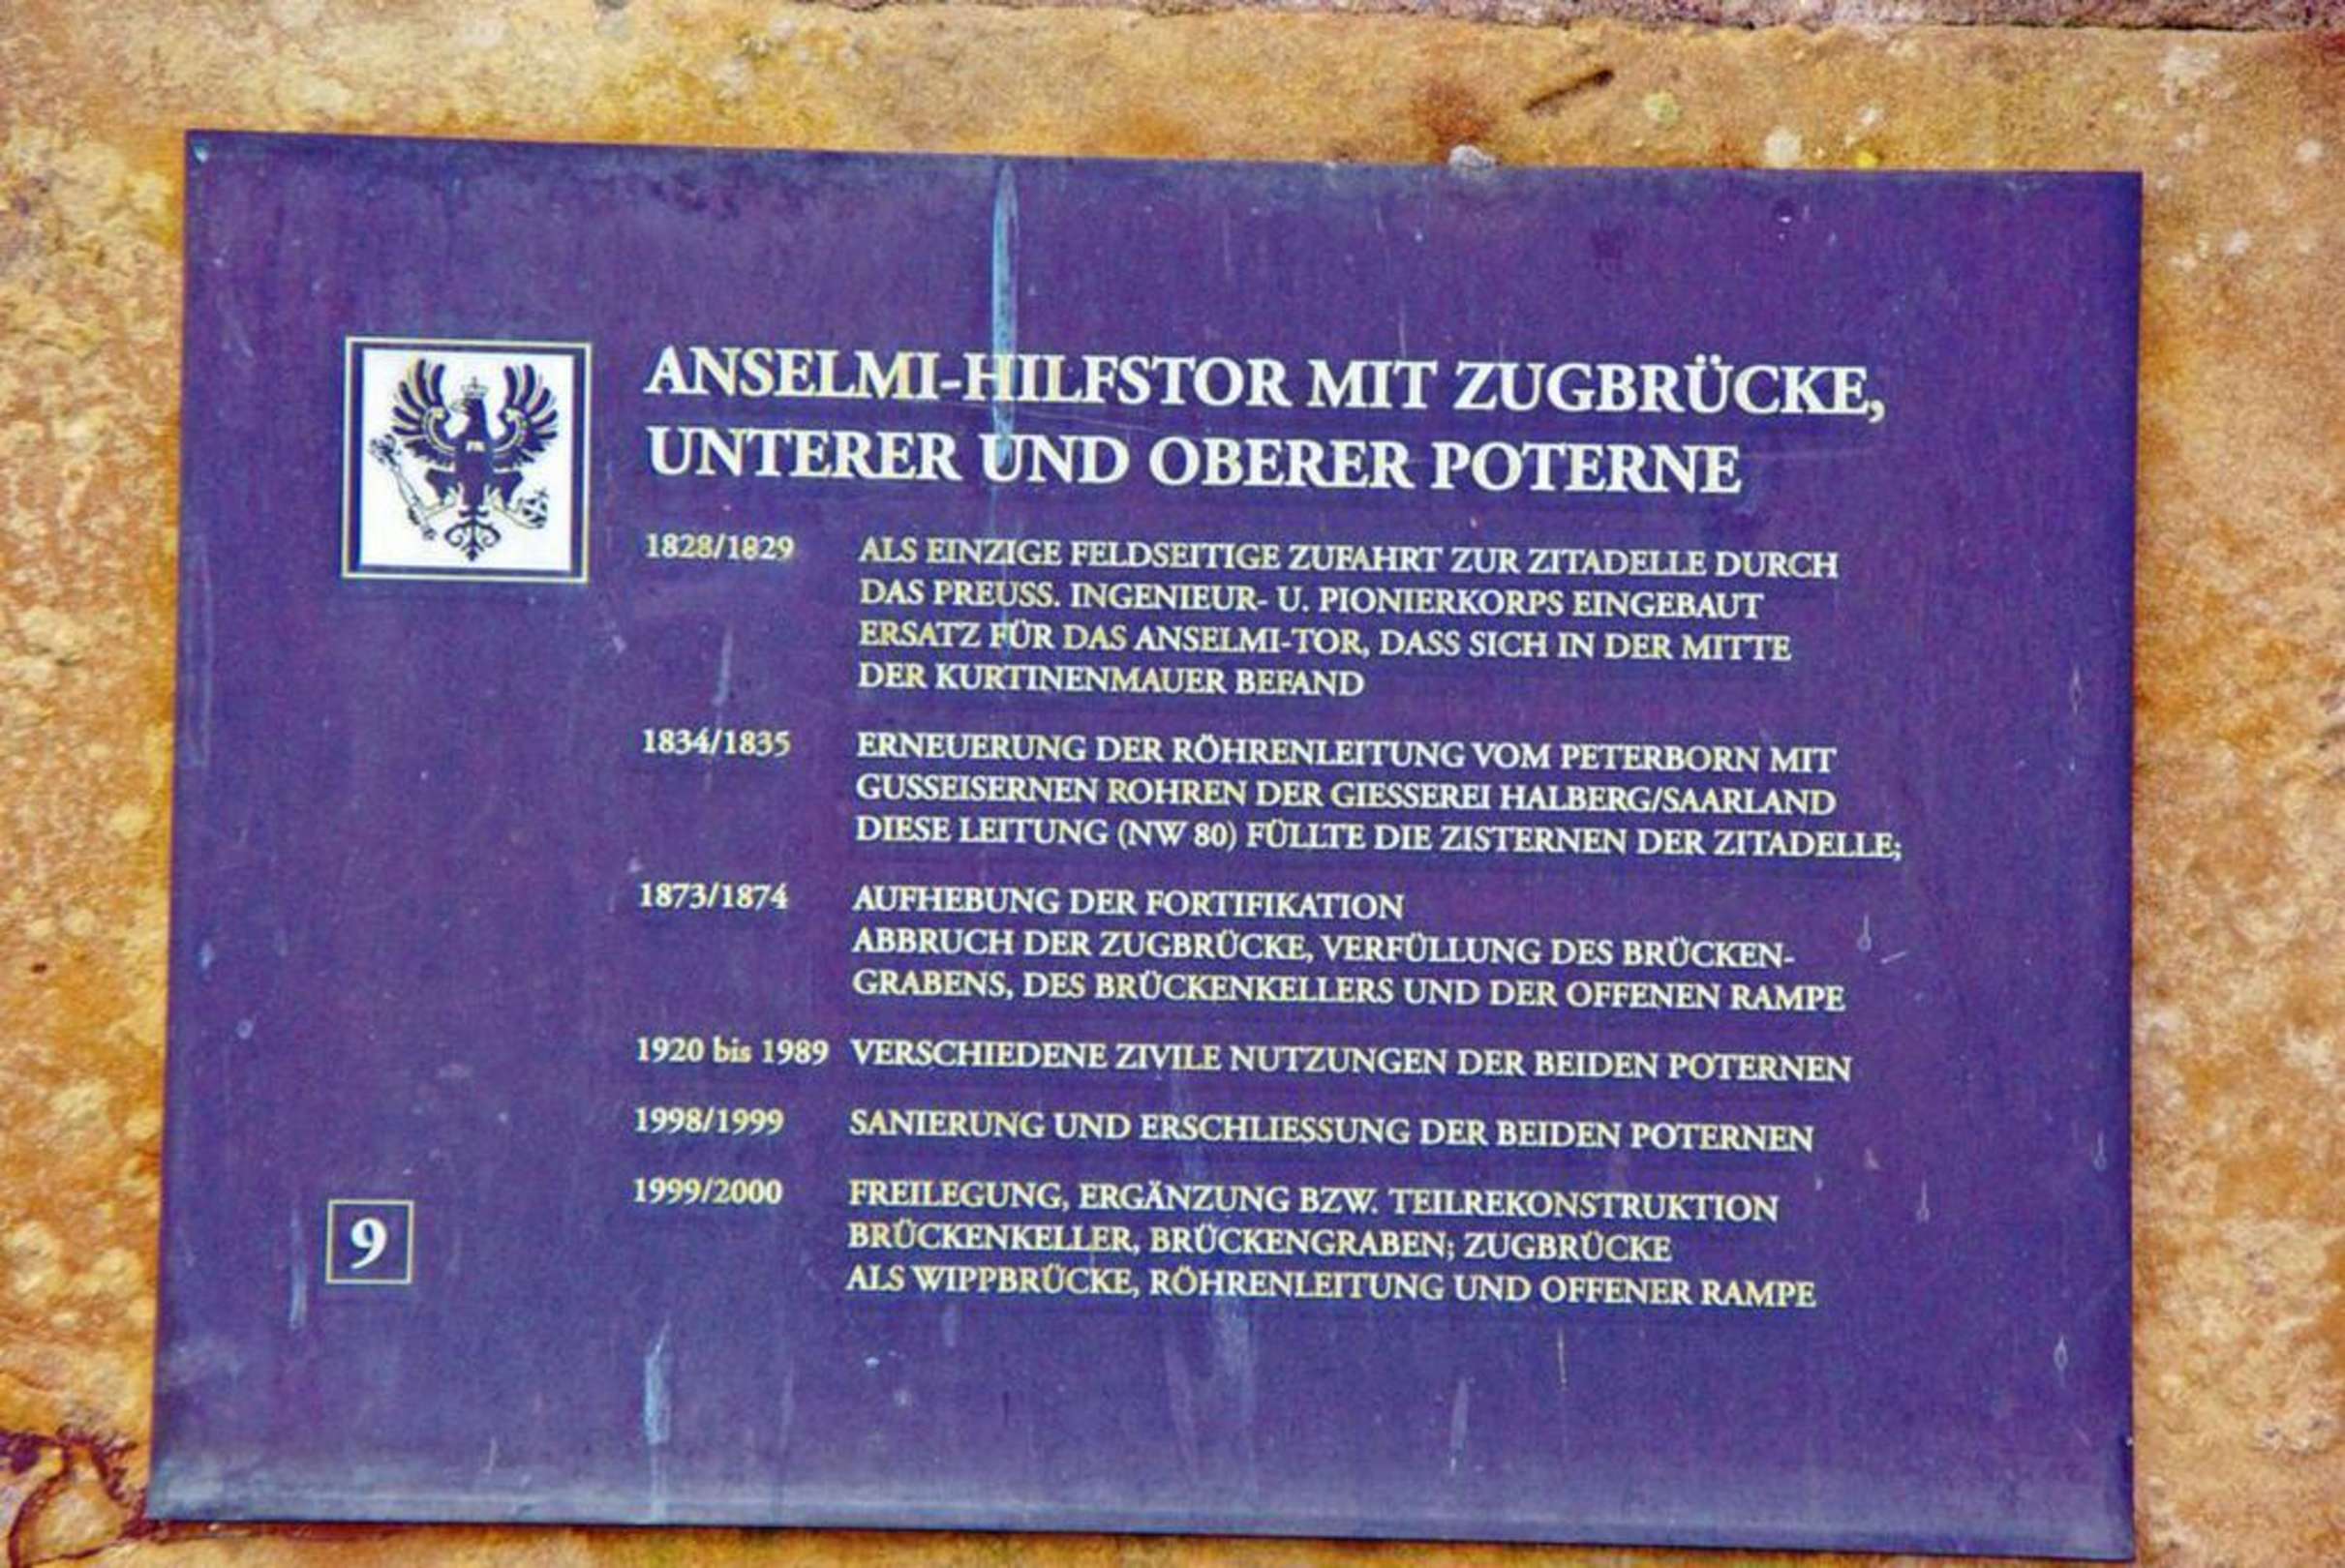 ANSELMI-HILFSTOR MIT ZUGBRÜCKE,
UNTERER UND OBERER POTERNE
1828/1829 ALS EINZIGE FELDSEITIGE ZUFAHRT ZUR ZITADELLE DURCH
DAS PREUSS. INGENIEUR- U. PIONIERKORPS EINGEBAUT
ERSATZ FÜR DAS ANSELMI-TOR, DASS SICH IN DER MITTE
DER KURTINENMAUER BEFAND
1834/1835 ERNEUERUNG DER RÖHRENLEITUNG VOM PETERBORN MIT
GUSSEISERNEN ROHREN DER GIESSEREI HALBERG/SAARLAND
DIESE LEITUNG (NW 80) FÜLLTE DIE ZISTERNEN DER ZITADELLE;
1873/1874 AUFHEBUNG DER FORTIFIKATION
ABBRUCH DER ZUGBRÜCKE, VERFÜLLUNG DES BRÜCKEN-
GRABENS, DES BRÜCKENKELLERS UND DER OFFENEN RAMPE
1920 bis 1989 VERSCHIEDENE ZIVILE NUTZUNGEN DER BEIDEN POTERNEN
1998/1999 SANIERUNG UND ERSCHLIESSUNG DER BEIDEN POTERNEN
1999/2000 FREILEGUNG, ERGÄNZUNG BZW. TEILREKONSTRUKTION
BRÜCKENKELLER, BRÜCKENGRABEN; ZUGBRÜCKE
ALS WIPPBRÜCKE, RÖHRENLEITUNG UND OFFENER RAMPE
9